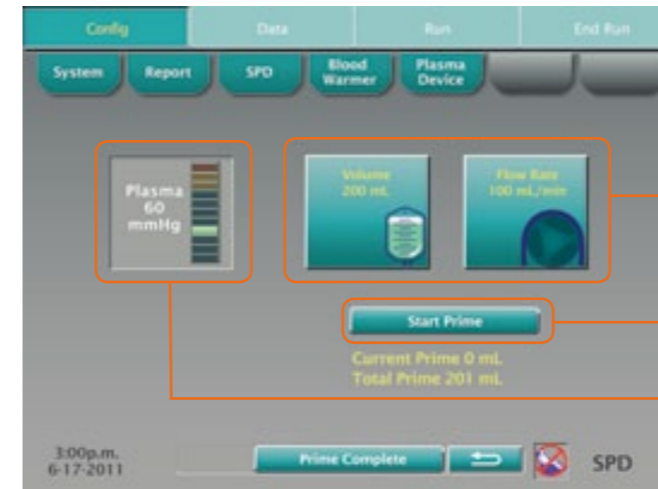 Config
Data
Run
End Run
System
Report
SPD
Blood
Warmer
Plasma
Device
Plasma
60
mmHg
Volume
200 mL
Flow Rate
100 mL/min
Start Prime
Current Prime 0 mL
Total Prime 201 mL
3:00p.m.
6-17-2011
Prime Complete
SPD